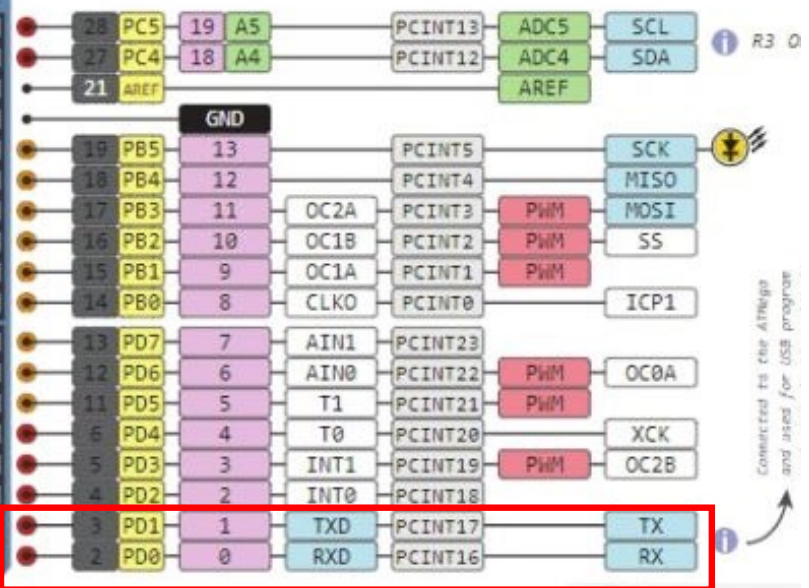 28 PC5 19 A5 PCINT13 ADC5 SCL
27 PC4 18 A4 PCINT12 ADC4 SDA
R3 O
21 AREF AREF
GND
19 PB5 13 PCINT5 SCK
18 PB4 12 PCINT4 MISO
17 PB3 11 OC2A PCINT3 PWM MOSI
16 PB2 10 OC1B PCINT2 PWM SS
15 PB1 9 OC1A PCINT1 PWM
14 PB0 8 CLKO PCINT0 ICP1
13 PD7 7 AIN1 PCINT23
12 PD6 6 AIN0 PCINT22 PWM OC0A
11 PD5 5 T1 PCINT21 PWM
6 PD4 4 T0 PCINT20 XCK
5 PD3 3 INT1 PCINT19 PWM OC2B
4 PD2 2 INT0 PCINT18
3 PD1 1 TXD PCINT17 TX
2 PD0 0 RXD PCINT16 RX
Connected to the ATMega
and used for USB program